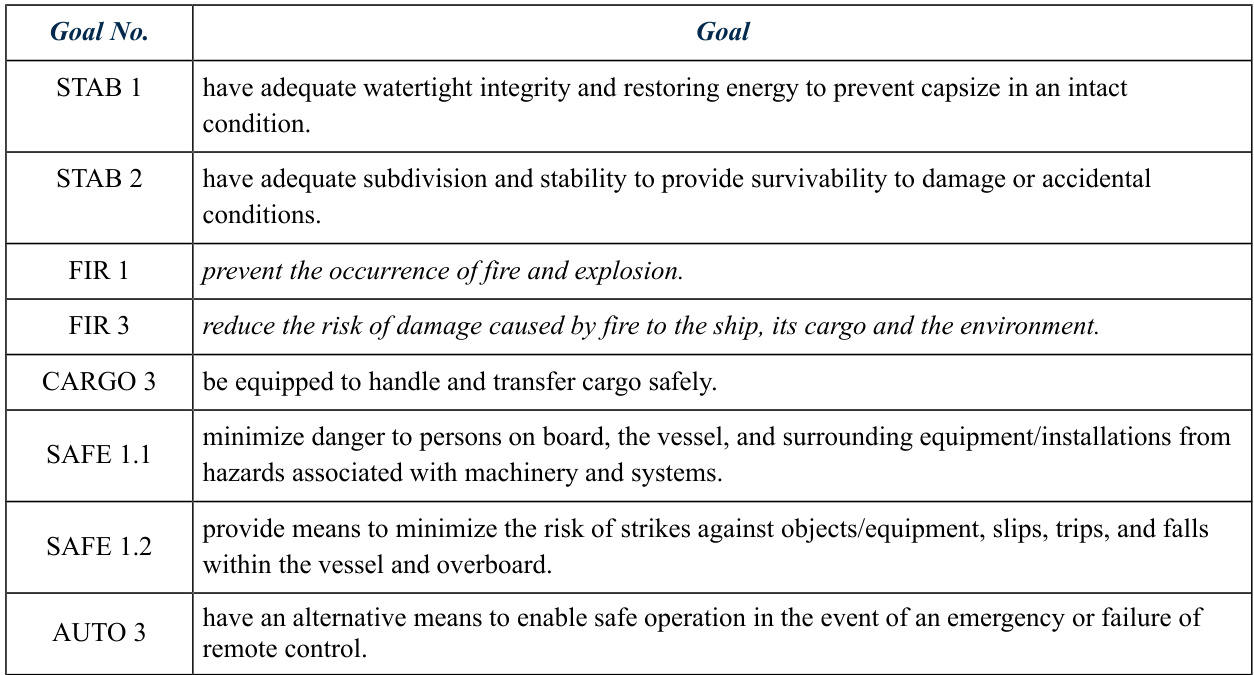 Goal No.
Goal
STAB 1
have adequate watertight integrity and restoring energy to prevent capsize in an intact
condition.
STAB 2
have adequate subdivision and stability to provide survivability to damage or accidental
conditions.
FIR 1
prevent the occurrence of fire and explosion.
FIR 3
reduce the risk of damage caused by fire to the ship, its cargo and the environment.
CARGO 3
be equipped to handle and transfer cargo safely.
SAFE 1.1
minimize danger to persons on board, the vessel, and surrounding equipment/installations from
hazards associated with machinery and systems.
SAFE 1.2
provide means to minimize the risk of strikes against objects/equipment, slips, trips, and falls
within the vessel and overboard.
AUTO 3
have an alternative means to enable safe operation in the event of an emergency or failure of
remote control.